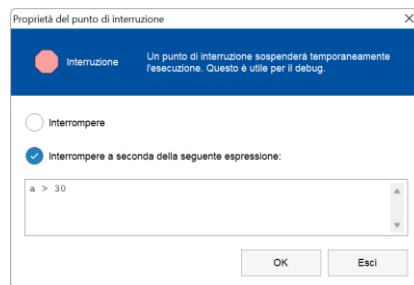 Proprietà del punto di interruzione
Interruzione
Un punto di interruzione sospenderà temporaneamente
l'esecuzione. Questo è utile per il debug.
Interrompere
Interrompere a seconda della seguente espressione:
a > 30
OK
Esci